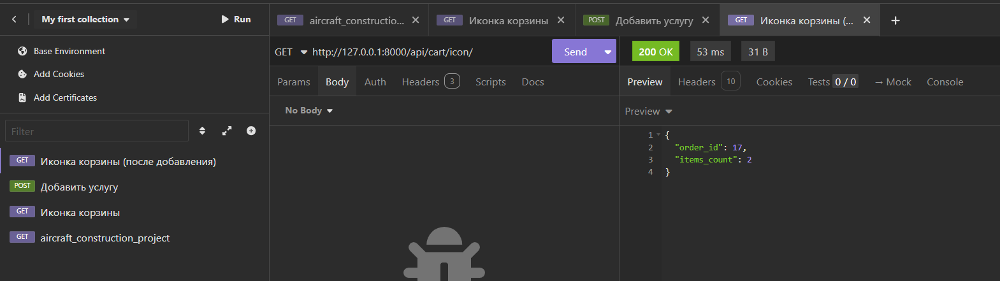 My first collection
Run
Base Environment
Add Cookies
Add Certificates
Filter
GET Иконка корзины (после добавления)
POST Добавить услугу
GET Иконка корзины
GET aircraft_construction_project
GET aircraft_constructio...
GET Иконка корзины
POST Добавить услугу
GET Иконка корзины (...
GET http://127.0.0.1:8000/api/cart/icon/
Send
Params Body Auth Headers 3 Scripts Docs
No Body
200 OK 53 ms 31 B
Preview Headers 10 Cookies Tests 0 / 0 → Mock Console
Preview
1 {
2 "order_id": 17,
3 "items_count": 2
4 }